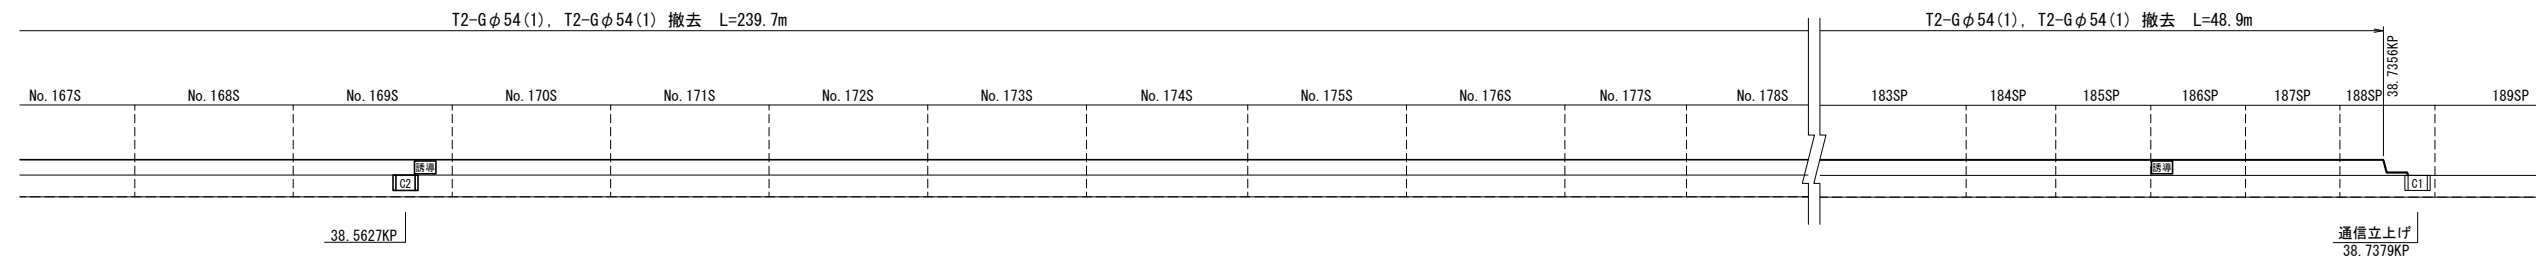 T2-Gφ54(1), T2-Gφ54(1) 撤去 L=239.7m
T2-Gφ54(1), T2-Gφ54(1) 撤去 L=48.9m
38.7356KP
No.167S No.168S No.169S No.170S No.171S No.172S No.173S No.174S No.175S No.176S No.177S No.178S 183SP 184SP 185SP 186SP 187SP 188SP 189SP
誘導 誘導
C2 C1
38.5627KP
通信立上げ
38.7379KP